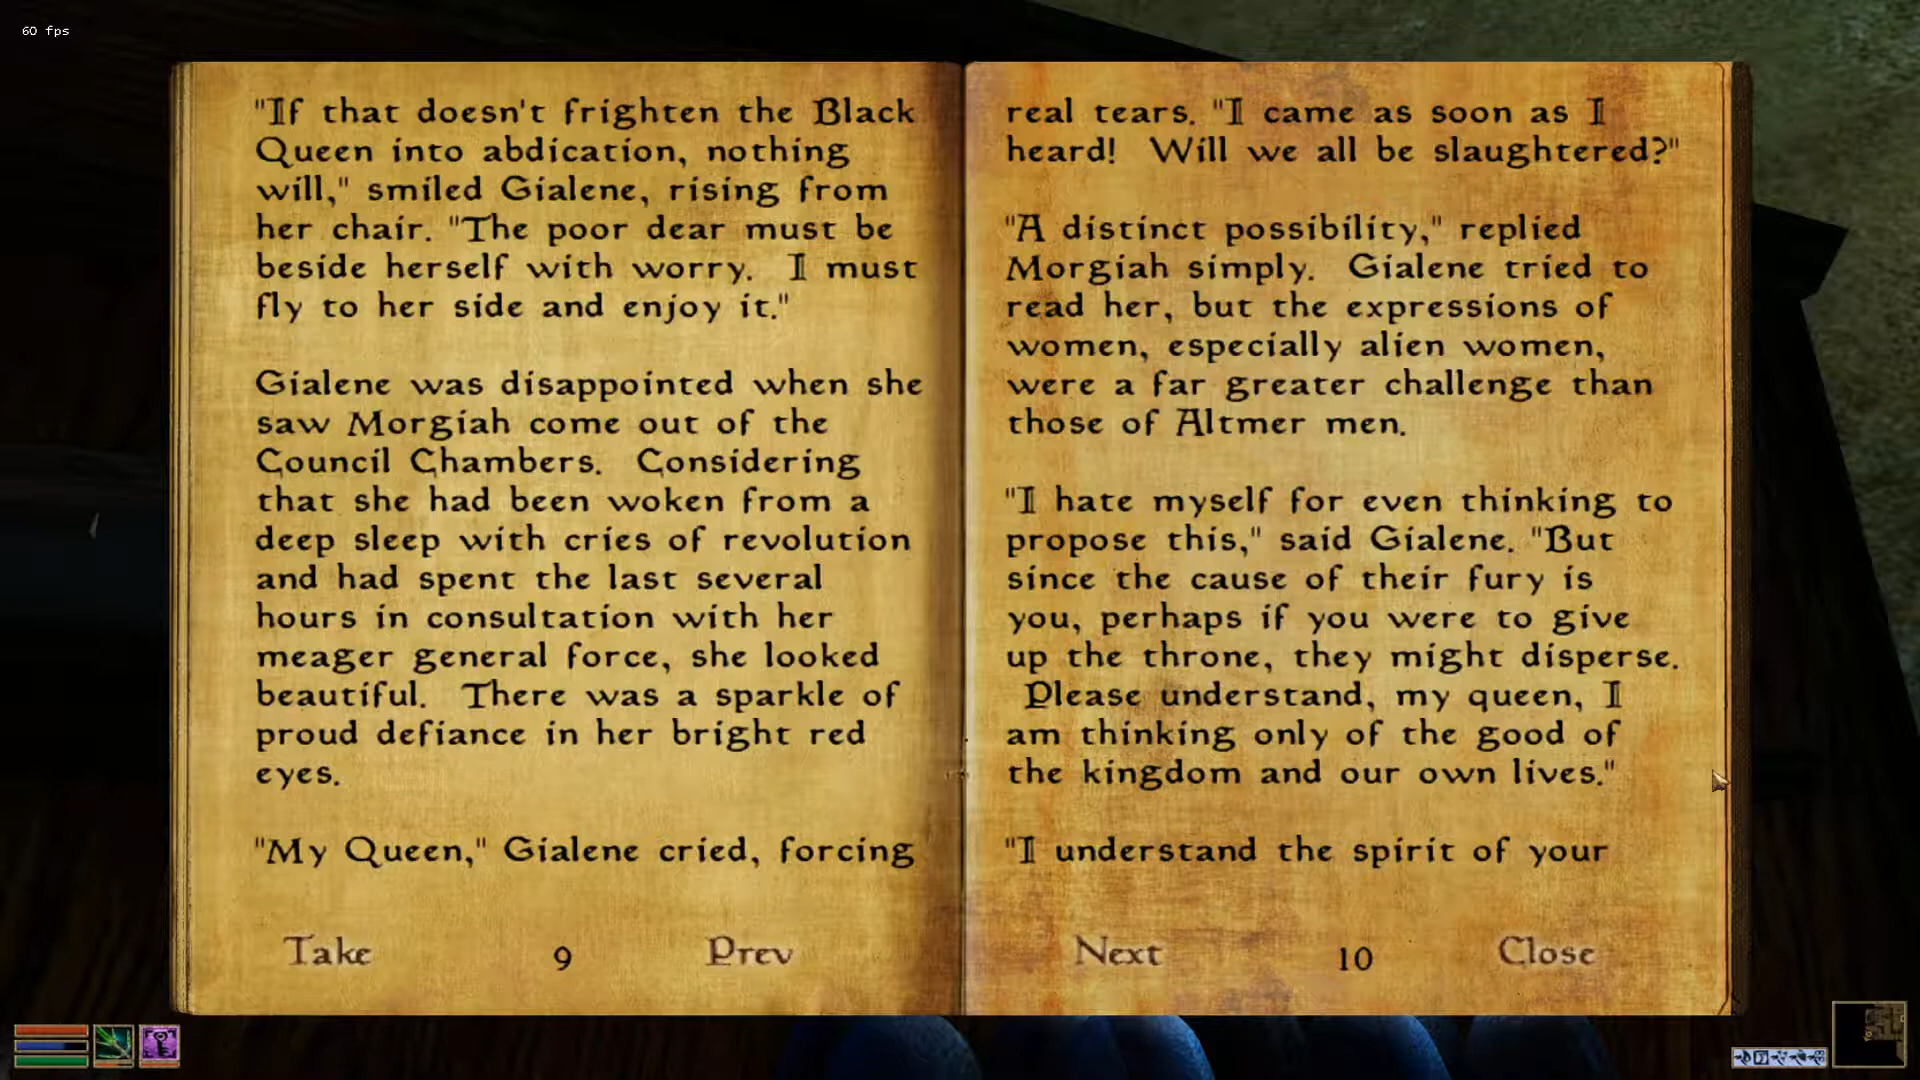 60 fps
"If that doesn't frighten the Black
Queen into abdication, nothing
will," smiled Gialene, rising from
her chair. "The poor dear must be
beside herself with worry.  I must
fly to her side and enjoy it."
Gialene was disappointed when she
saw Morgiah come out of the
Council Chambers.  Considering
that she had been woken from a
deep sleep with cries of revolution
and had spent the last several
hours in consultation with her
meager general force, she looked
beautiful.  There was a sparkle of
proud defiance in her bright red
eyes.
"My Queen," Gialene cried, forcing
real tears. "I came as soon as I
heard!  Will we all be slaughtered?"
"A distinct possibility," replied
Morgiah simply.  Gialene tried to
read her, but the expressions of
women, especially alien women,
were a far greater challenge than
those of Altmer men.
"I hate myself for even thinking to
propose this," said Gialene. "But
since the cause of their fury is
you, perhaps if you were to give
up the throne, they might disperse.
Please understand, my queen, I
am thinking only of the good of
the kingdom and our own lives."
"I understand the spirit of your
Take 9 Prev Next 10 Close